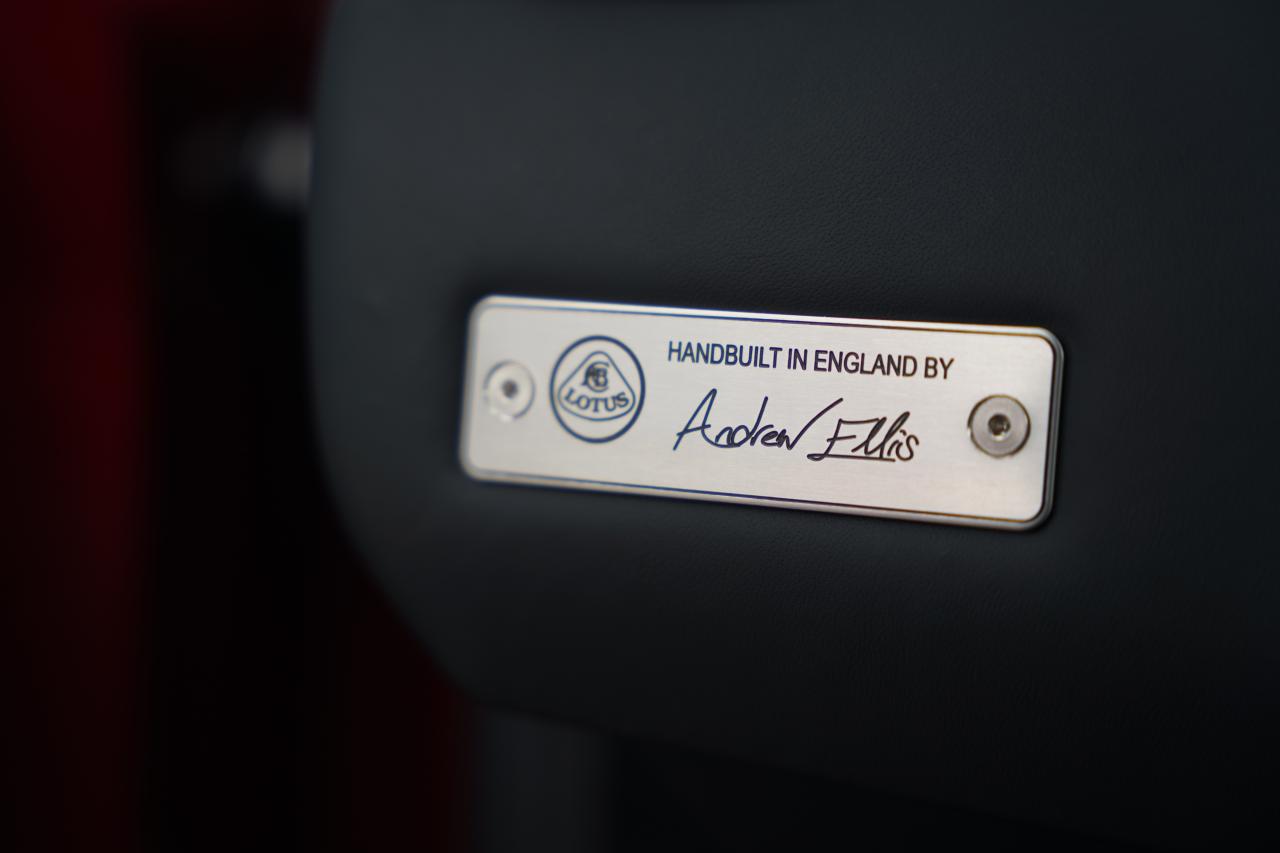 LOTUS
HANDBUILT IN ENGLAND BY
Andrew Ellis